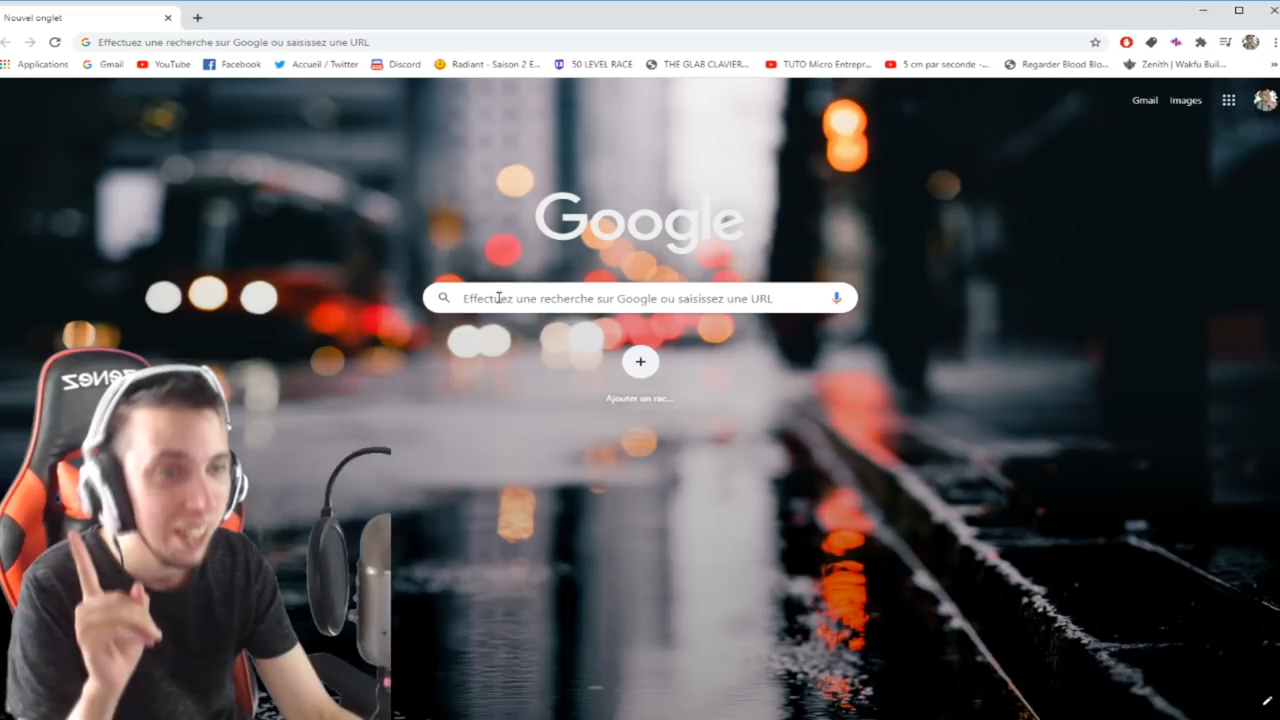 Nouvel onglet
Effectuez une recherche sur Google ou saisissez une URL
Applications Gmail YouTube Facebook Accueil / Twitter Discord Radiant - Saison 2 E... 50 LEVEL RACE THE GLAB CLAVIER... TUTO Micro Entrepr... 5 cm par seconde -... Regarder Blood Blo... Zenith | Wakfu Buil... »
Gmail Images
Google
Effectuez une recherche sur Google ou saisissez une URL
Ajouter un rac...
ZENEZ